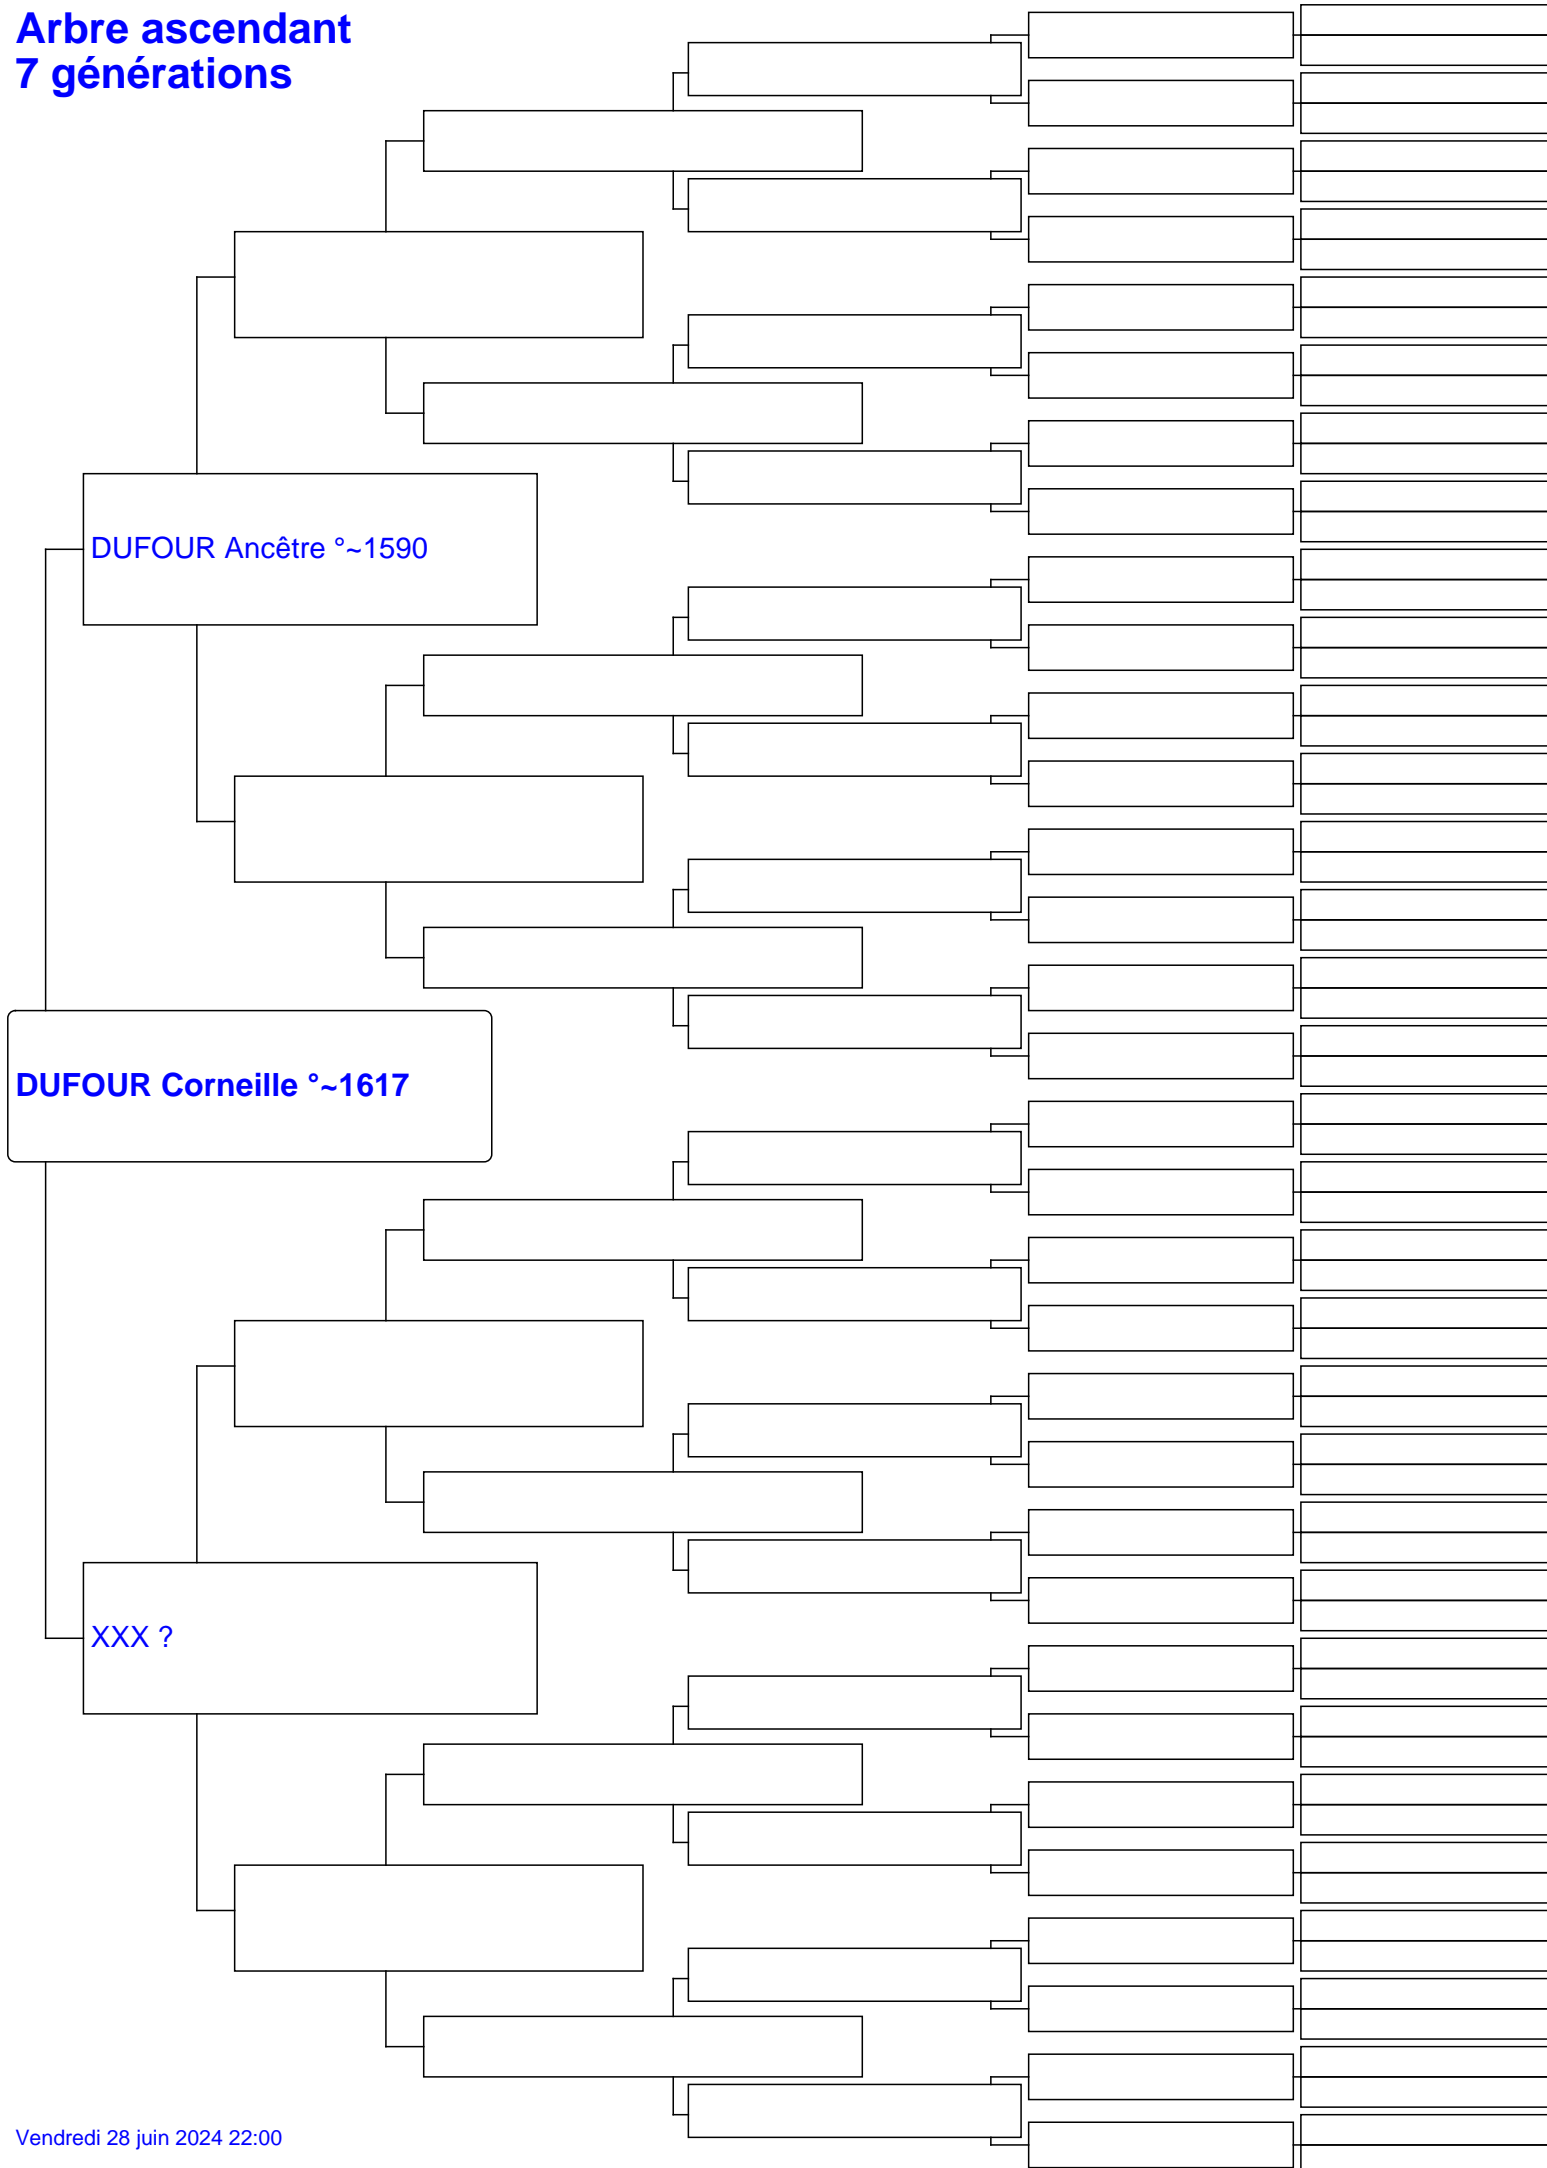 Arbre ascendant
7 générations
DUFOUR Ancêtre °~1590
DUFOUR Corneille °~1617
XXX ?
Vendredi 28 juin 2024 22:00